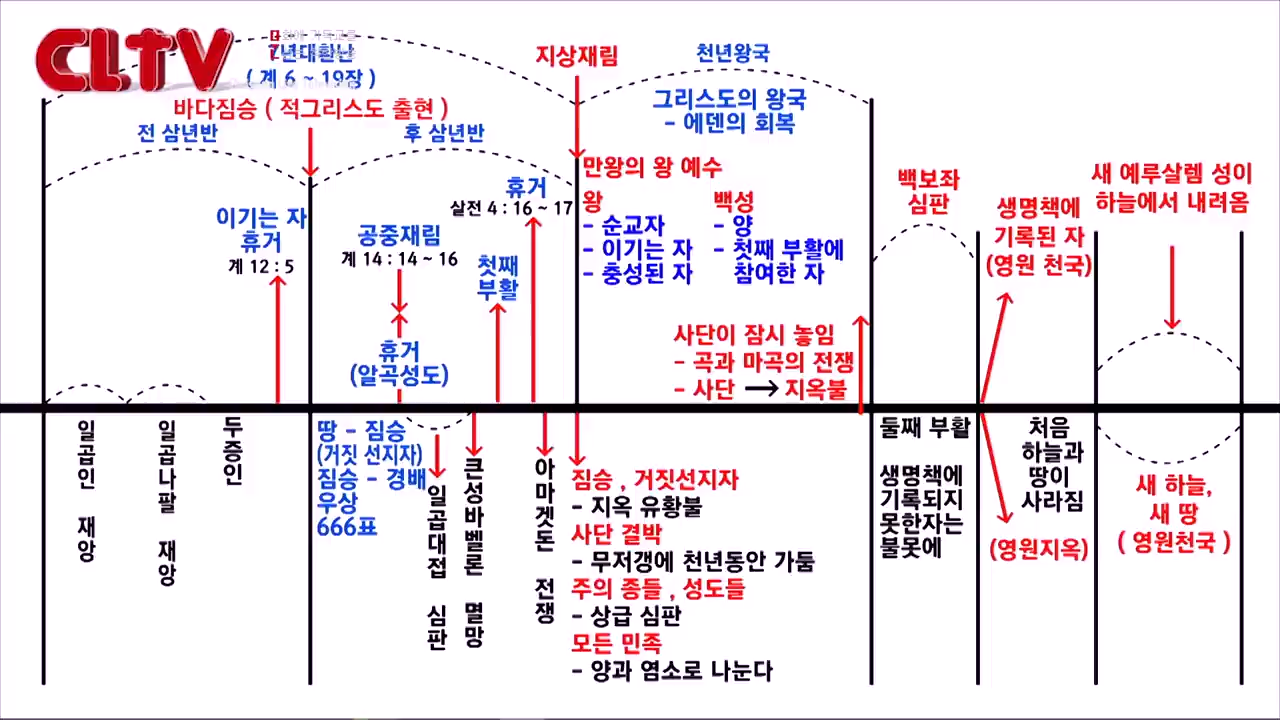 CLTV
7년대환난
( 계 6 ~ 19장 )
바다짐승 ( 적그리스도 출현 )
전 삼년반
후 삼년반
지상재림
천년왕국
그리스도의 왕국
- 에덴의 회복
이기는 자
휴거
계 12 : 5
공중재림
계 14 : 14 ~ 16
휴거
(알곡성도)
첫째
부활
휴거
살전 4 : 16 ~ 17
만왕의 왕 예수
왕
- 순교자
- 이기는 자
- 충성된 자
백성
- 양
- 첫째 부활에
참여한 자
사단이 잠시 놓임
- 곡과 마곡의 전쟁
- 사단 → 지옥불
백보좌
심판
생명책에
기록된 자
(영원 천국)
새 예루살렘 성이
하늘에서 내려옴
일곱인 재앙
일곱나팔 재앙
두증인
땅 - 짐승
(거짓 선지자)
짐승 - 경배
우상
666표
일곱대접 심판
큰성바벨론 멸망
아마겟돈 전쟁
짐승 , 거짓선지자
- 지옥 유황불
사단 결박
- 무저갱에 천년동안 가둠
주의 종들 , 성도들
- 상급 심판
모든 민족
- 양과 염소로 나눈다
둘째 부활
생명책에
기록되지
못한자는
불못에
(영원지옥)
처음
하늘과
땅이
사라짐
새 하늘,
새 땅
( 영원천국 )